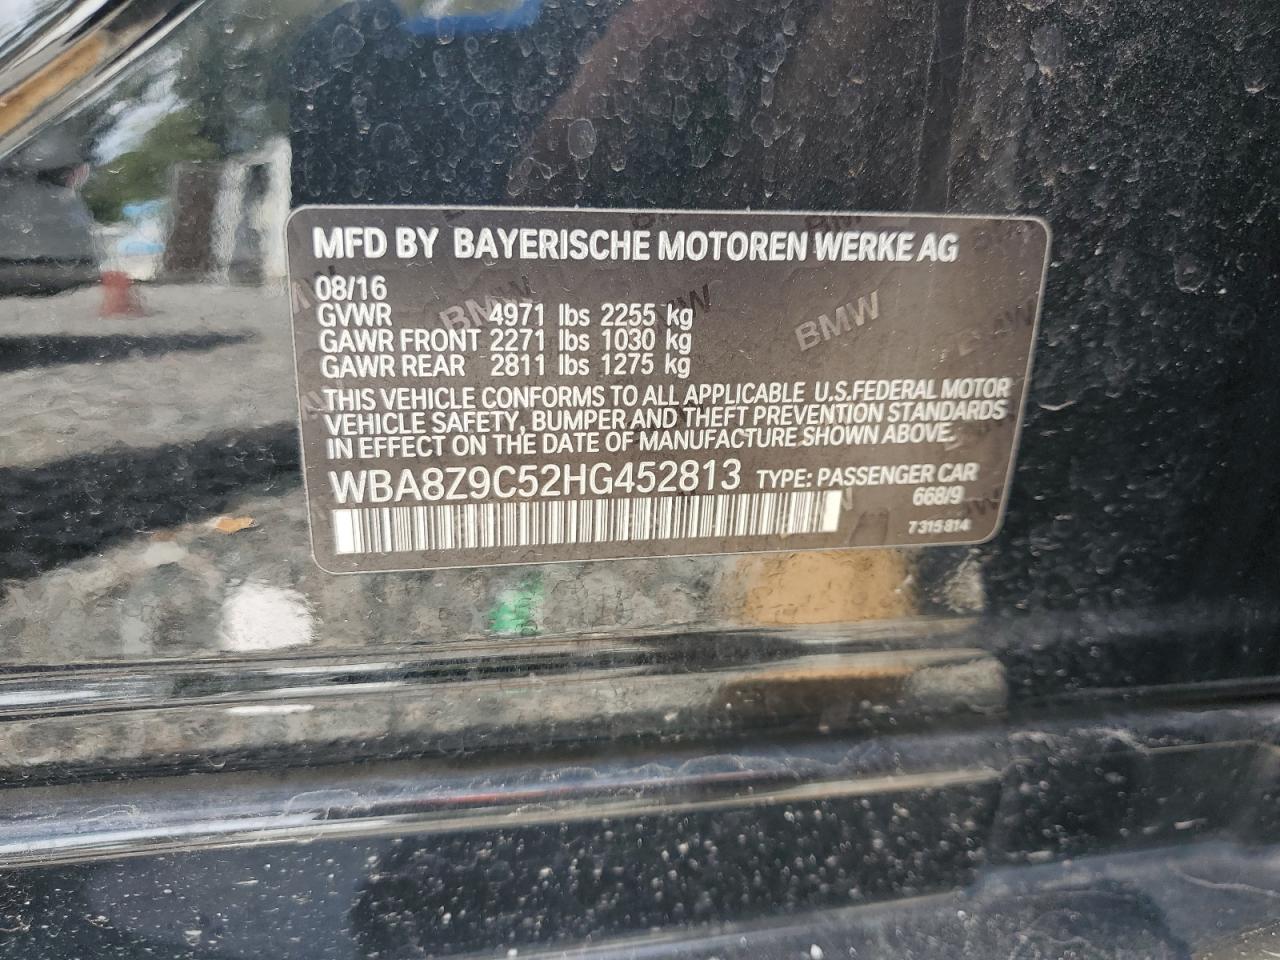 MFD BY BAYERISCHE MOTOREN WERKE AG
08/16
GVWR 4971 lbs 2255 kg
GAWR FRONT 2271 lbs 1030 kg
GAWR REAR 2811 lbs 1275 kg
THIS VEHICLE CONFORMS TO ALL APPLICABLE U.S.FEDERAL MOTOR
VEHICLE SAFETY, BUMPER AND THEFT PREVENTION STANDARDS
IN EFFECT ON THE DATE OF MANUFACTURE SHOWN ABOVE.
WBA8Z9C52HG452813 TYPE: PASSENGER CAR
668/9
7 315 814
BMW
BMW